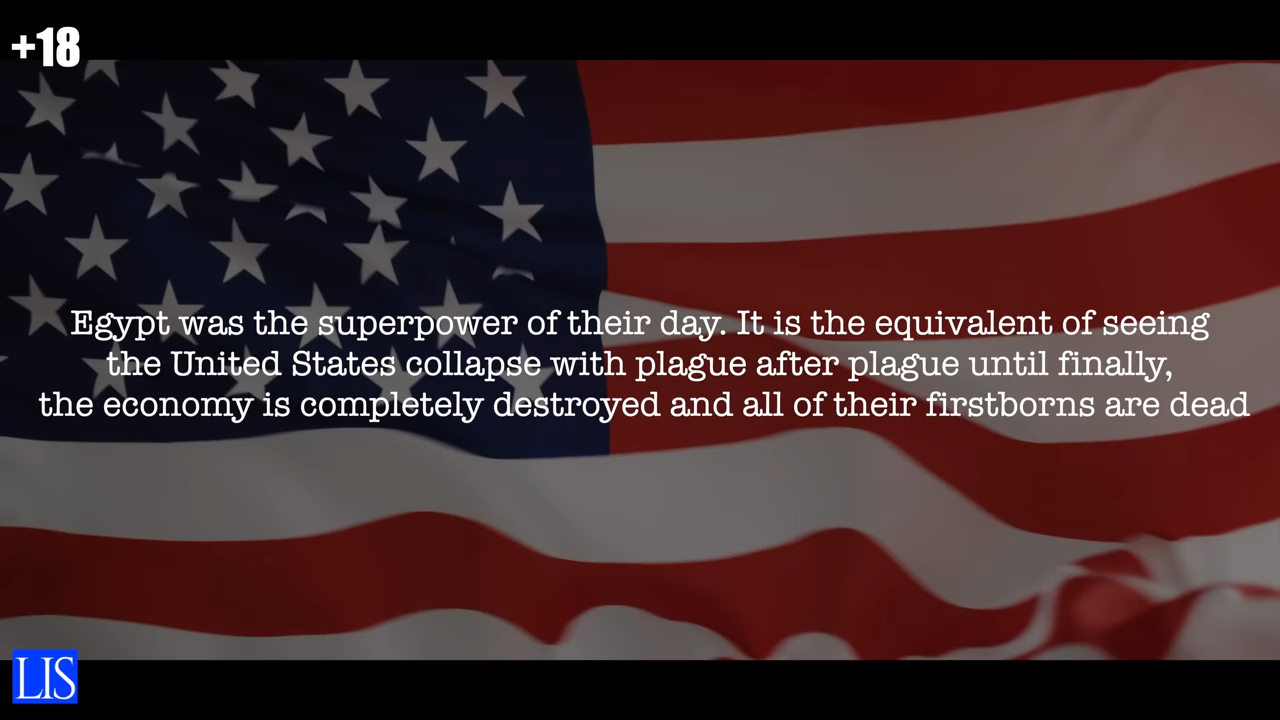 +18
Egypt was the superpower of their day. It is the equivalent of seeing
the United States collapse with plague after plague until finally,
the economy is completely destroyed and all of their firstborns are dead
LIS